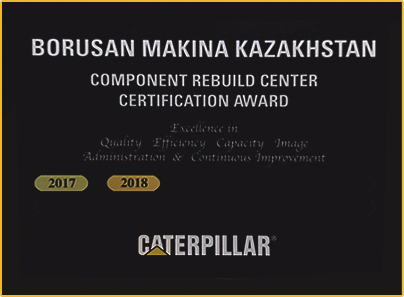 BORUSAN MAKINA KAZAKHSTAN
COMPONENT REBUILD CENTER
CERTIFICATION AWARD
Excellence in
Quality Efficiency Capacity Image
Administration & Continuous Improvement
2017 2018
CATERPILLAR®